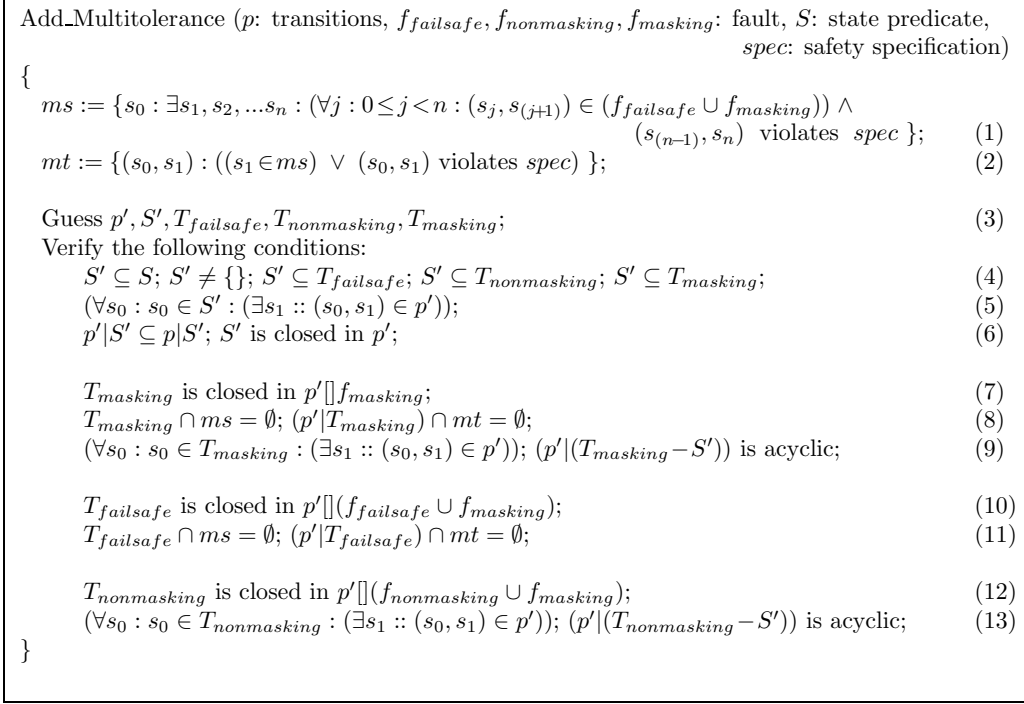 Add_Multitolerance (p: transitions, f_failsafe, f_nonmasking, f_masking: fault, S: state predicate,
spec: safety specification)
{
ms := {s_0 : ∃s_1, s_2, ...s_n : (∀j : 0≤j<n : (s_j, s_(j+1)) ∈ (f_failsafe ∪ f_masking)) ∧
(s_(n−1), s_n) violates spec }; (1)
mt := {(s_0, s_1) : ((s_1∈ms) ∨ (s_0, s_1) violates spec) }; (2)
Guess p′, S′, T_failsafe, T_nonmasking, T_masking; (3)
Verify the following conditions:
S′ ⊆ S; S′ ≠ {}; S′ ⊆ T_failsafe; S′ ⊆ T_nonmasking; S′ ⊆ T_masking; (4)
(∀s_0 : s_0 ∈ S′ : (∃s_1 :: (s_0, s_1) ∈ p′)); (5)
p′|S′ ⊆ p|S′; S′ is closed in p′; (6)
T_masking is closed in p′[]f_masking; (7)
T_masking ∩ ms = ∅; (p′|T_masking) ∩ mt = ∅; (8)
(∀s_0 : s_0 ∈ T_masking : (∃s_1 :: (s_0, s_1) ∈ p′)); (p′|(T_masking−S′)) is acyclic; (9)
T_failsafe is closed in p′[](f_failsafe ∪ f_masking); (10)
T_failsafe ∩ ms = ∅; (p′|T_failsafe) ∩ mt = ∅; (11)
T_nonmasking is closed in p′[](f_nonmasking ∪ f_masking); (12)
(∀s_0 : s_0 ∈ T_nonmasking : (∃s_1 :: (s_0, s_1) ∈ p′)); (p′|(T_nonmasking−S′)) is acyclic; (13)
}